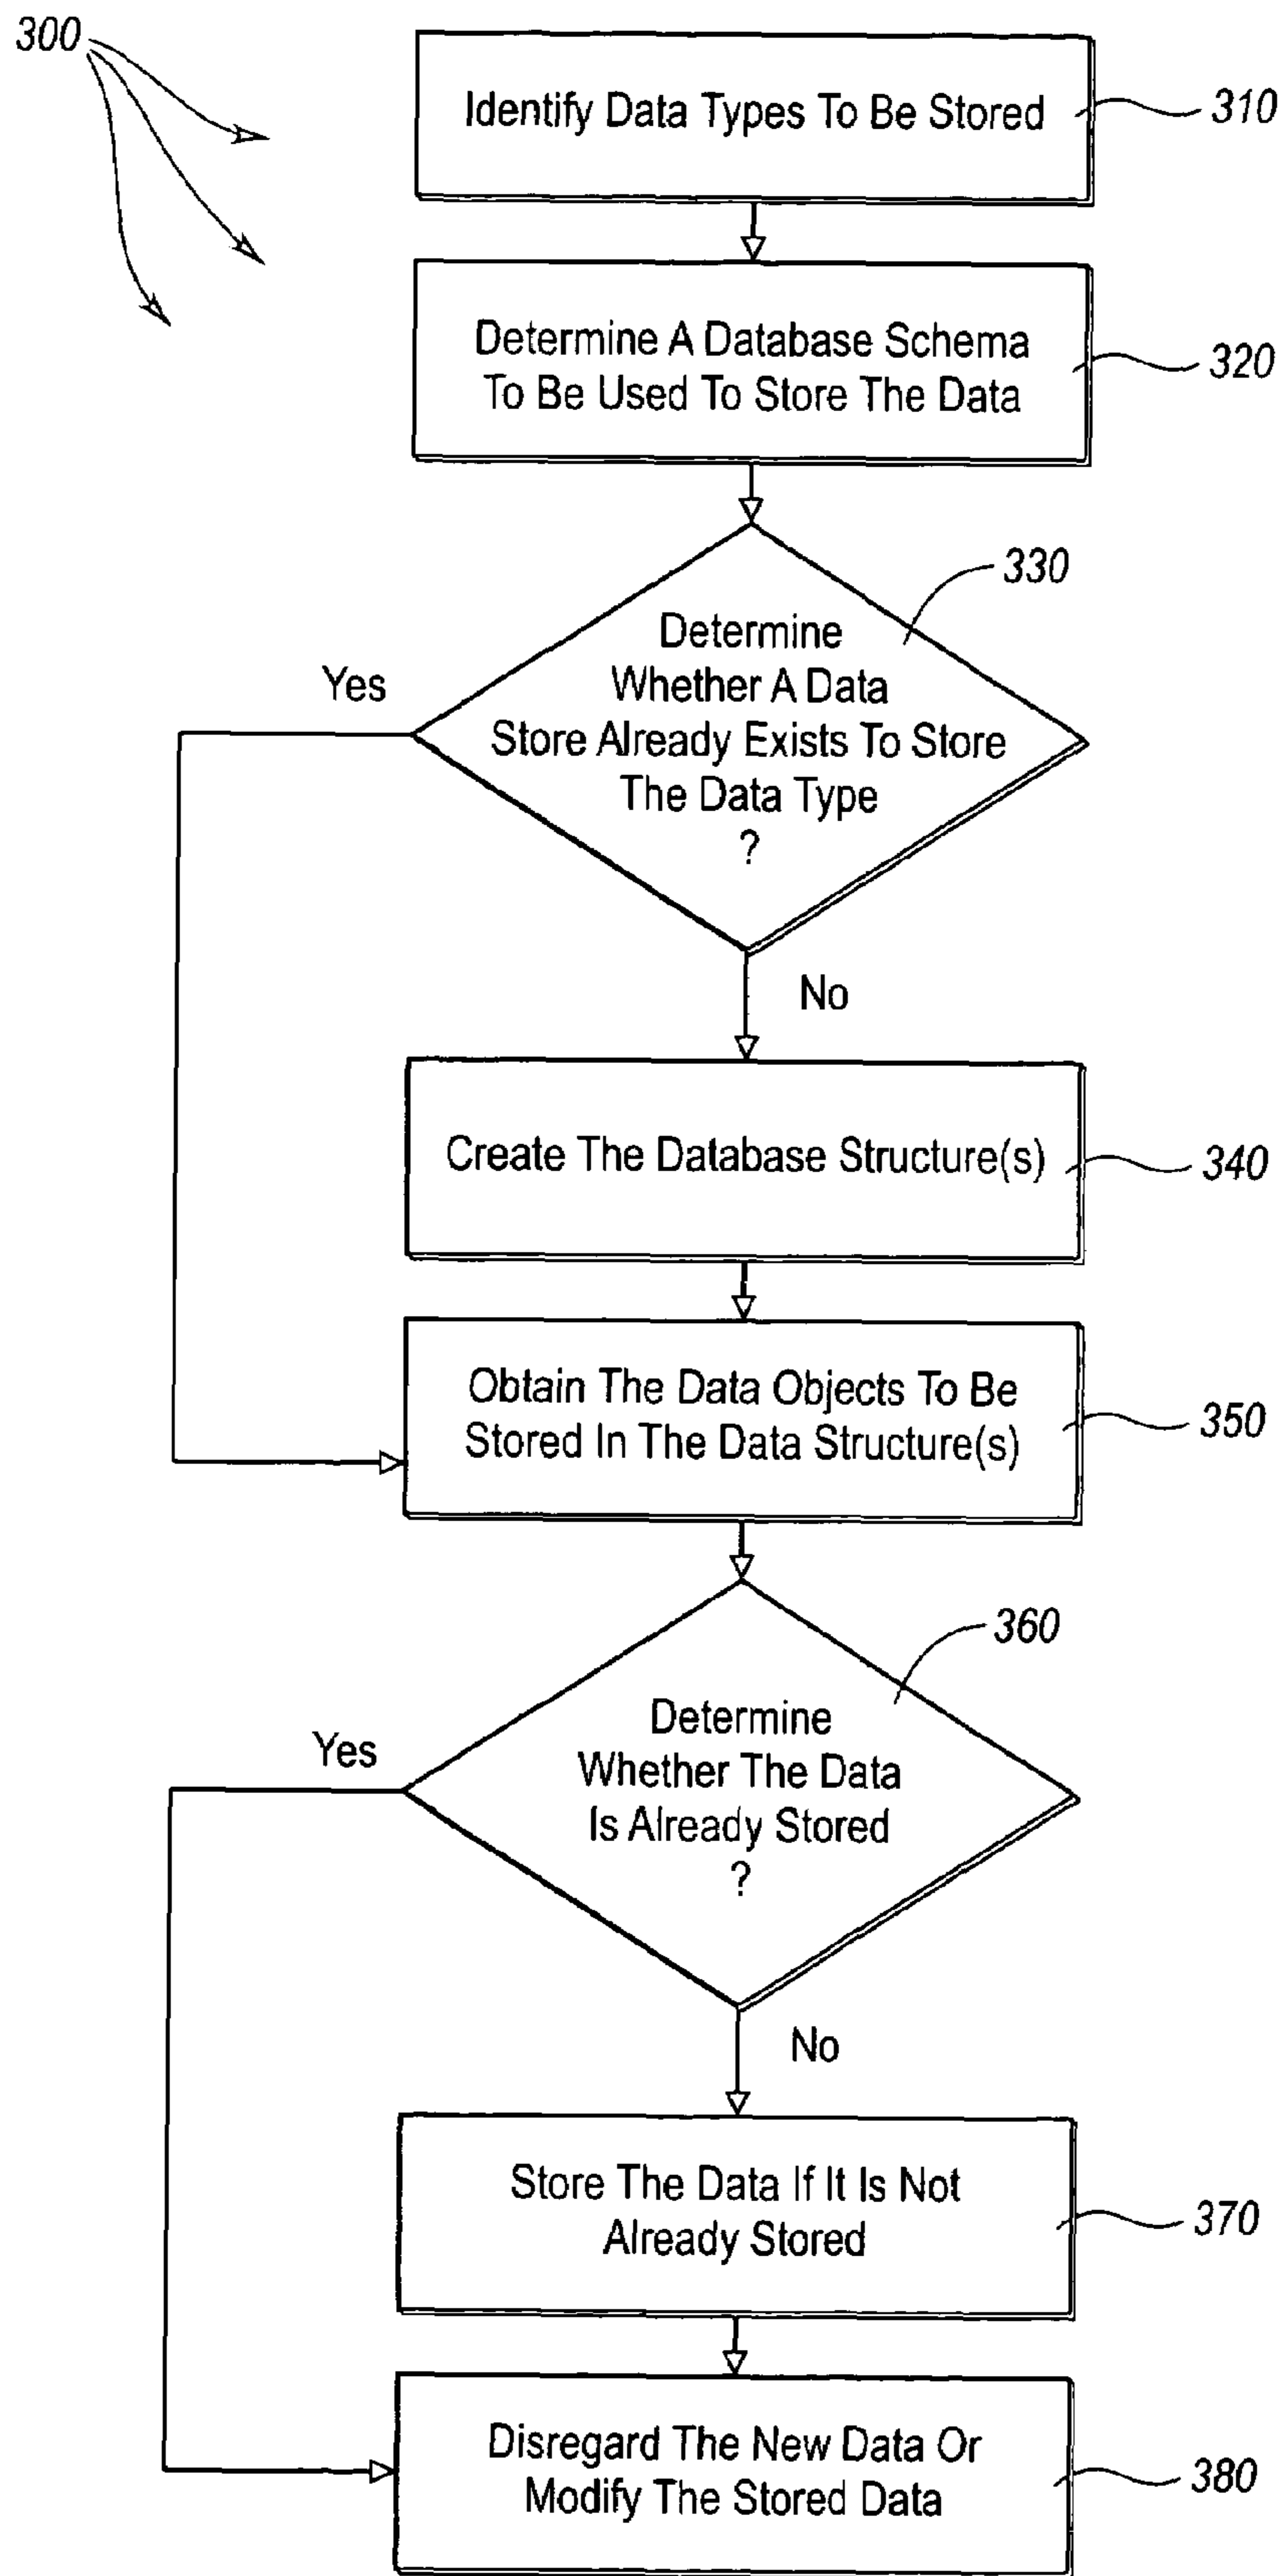 300
Identify Data Types To Be Stored
310
Determine A Database Schema
To Be Used To Store The Data
320
330
Determine
Whether A Data
Store Already Exists To Store
The Data Type
?
Yes
No
Create The Database Structure(s)
340
Obtain The Data Objects To Be
Stored In The Data Structure(s)
350
360
Determine
Whether The Data
Is Already Stored
?
Yes
No
Store The Data If It Is Not
Already Stored
370
Disregard The New Data Or
Modify The Stored Data
380